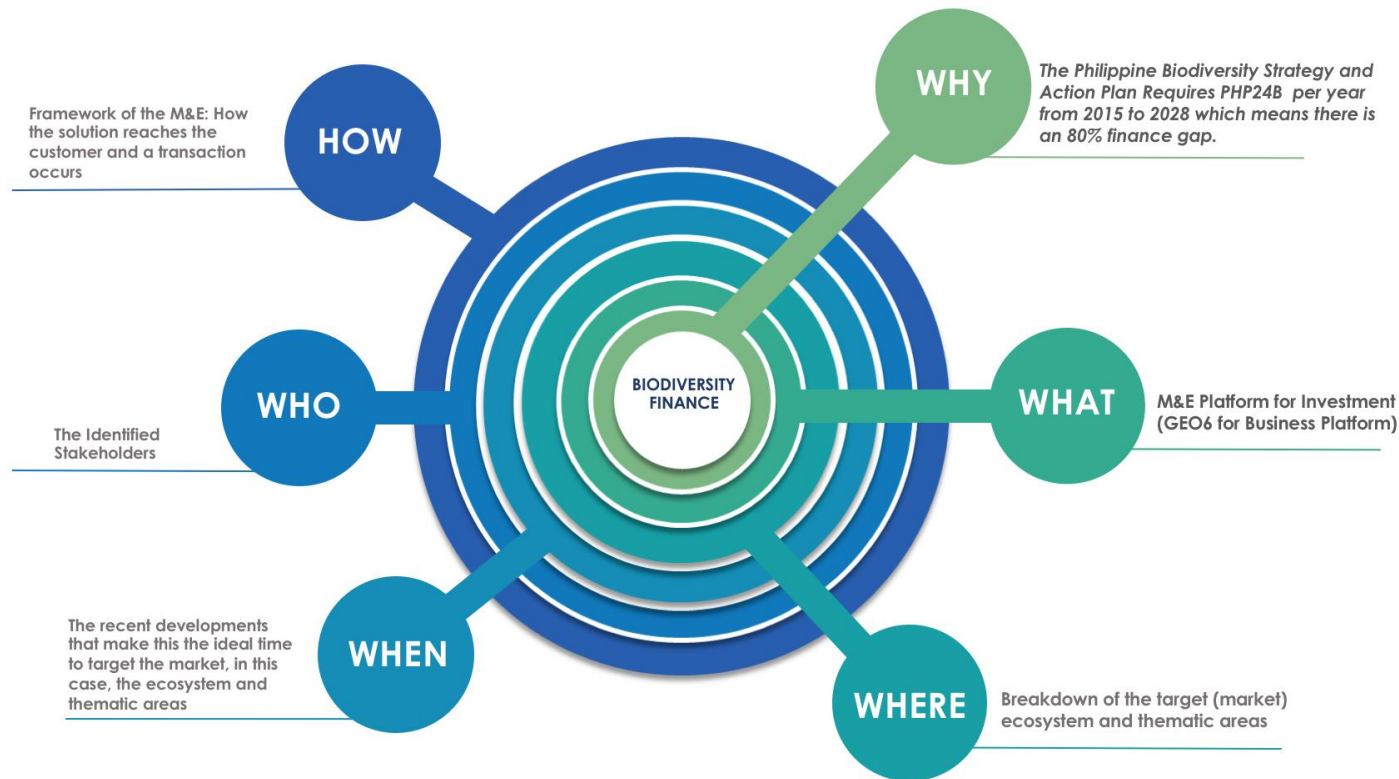 WHY
The Philippine Biodiversity Strategy and
Action Plan Requires PHP24B per year
from 2015 to 2028 which means there is
an 80% finance gap.
HOW
Framework of the M&E: How
the solution reaches the
customer and a transaction
occurs
BIODIVERSITY
FINANCE
WHO
The Identified
Stakeholders
WHAT
M&E Platform for Investment
(GEO6 for Business Platform)
WHEN
The recent developments
that make this the ideal time
to target the market, in this
case, the ecosystem and
thematic areas
WHERE
Breakdown of the target (market)
ecosystem and thematic areas